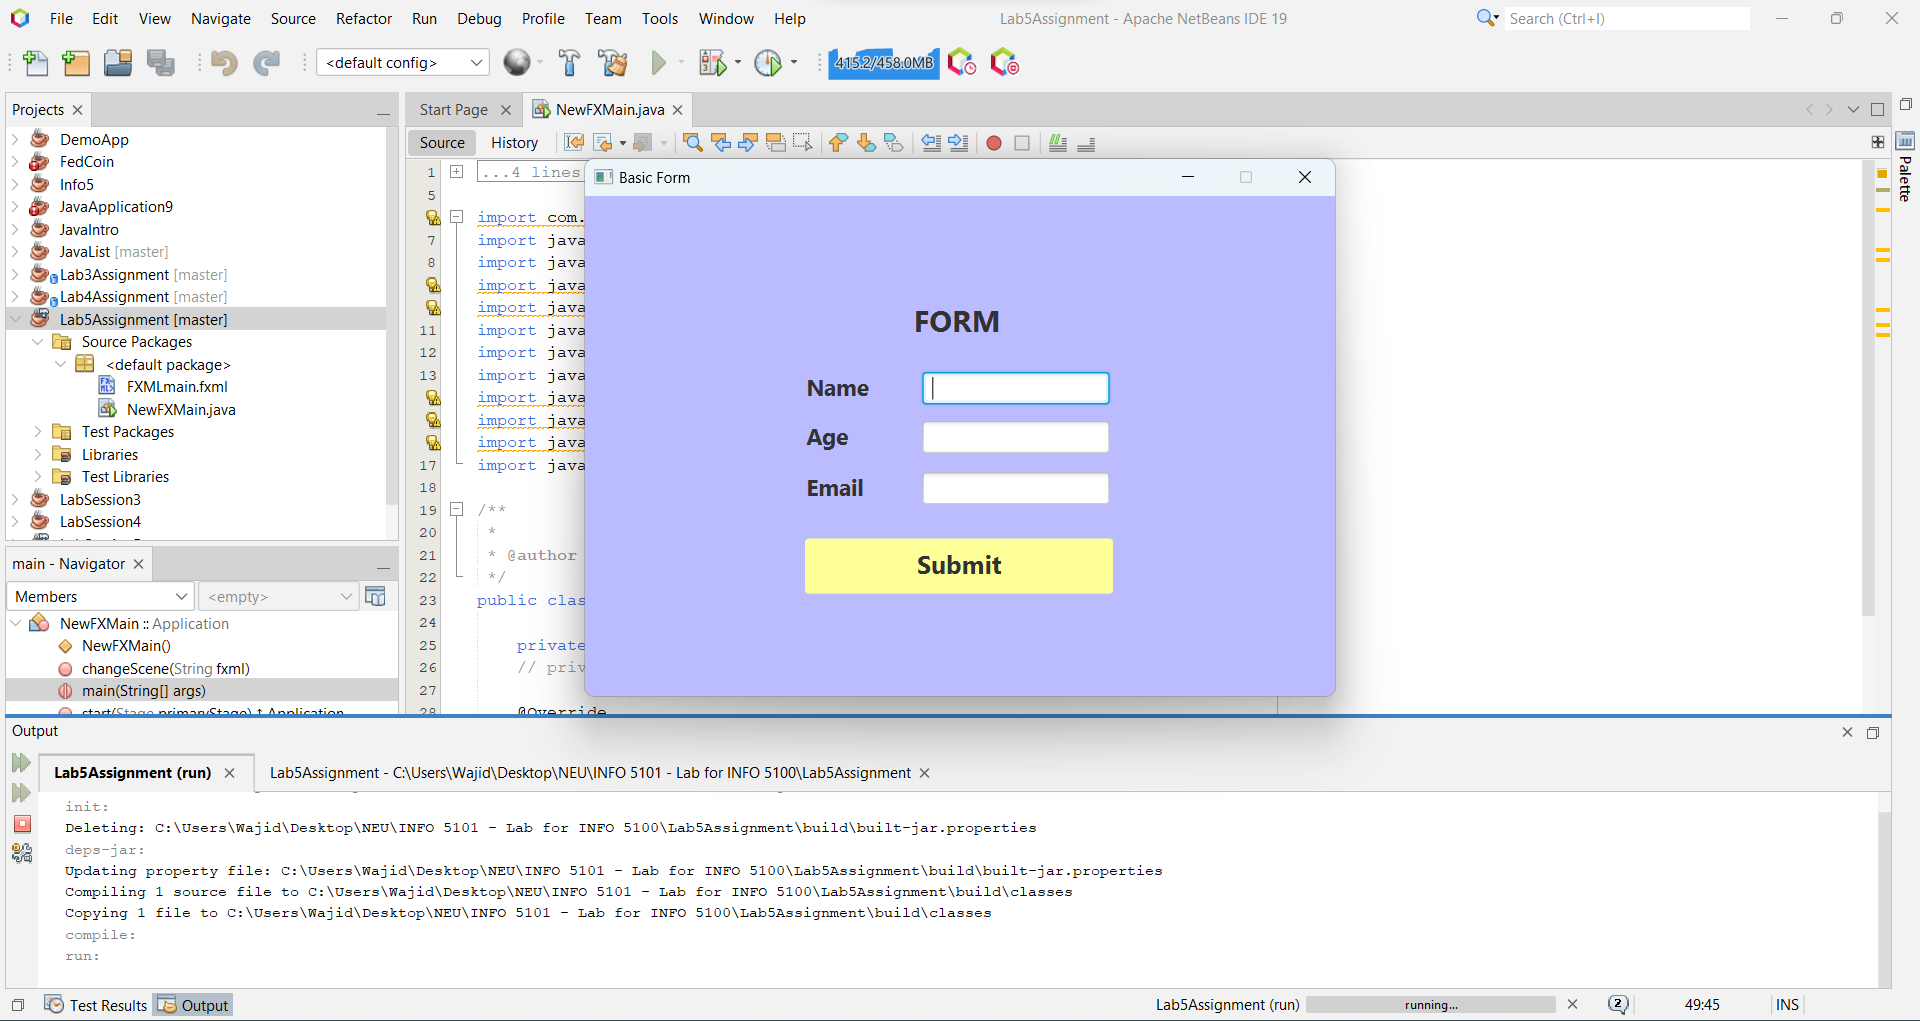 File Edit View Navigate Source Refactor Run Debug Profile Team Tools Window Help Lab5Assignment - Apache NetBeans IDE 19 Search (Ctrl+I)
<default config> 415.2/458.0MB
Projects
DemoApp
FedCoin
Info5
JavaApplication9
JavaIntro
JavaList [master]
Lab3Assignment [master]
Lab4Assignment [master]
Lab5Assignment [master]
Source Packages
<default package>
FXMLmain.fxml
NewFXMain.java
Test Packages
Libraries
Test Libraries
LabSession3
LabSession4
main - Navigator
Members <empty>
NewFXMain :: Application
NewFXMain()
changeScene(String fxml)
main(String[] args)
start(Stage primaryStage) ↑ Application
Start Page NewFXMain.java
Source History
1 ...4 lines
5
import com.
7 import java
8 import java
import java
import java
11 import java
12 import java
13 import java
import java
import java
import java
17 import java
18
19 /**
20 *
21 * @author
22 */
23 public clas
24
25 private
26 // priv
27
28 @Override
Palette
Basic Form
FORM
Name
Age
Email
Submit
Output
Lab5Assignment (run) Lab5Assignment - C:\Users\Wajid\Desktop\NEU\INFO 5101 - Lab for INFO 5100\Lab5Assignment
init:
Deleting: C:\Users\Wajid\Desktop\NEU\INFO 5101 - Lab for INFO 5100\Lab5Assignment\build\built-jar.properties
deps-jar:
Updating property file: C:\Users\Wajid\Desktop\NEU\INFO 5101 - Lab for INFO 5100\Lab5Assignment\build\built-jar.properties
Compiling 1 source file to C:\Users\Wajid\Desktop\NEU\INFO 5101 - Lab for INFO 5100\Lab5Assignment\build\classes
Copying 1 file to C:\Users\Wajid\Desktop\NEU\INFO 5101 - Lab for INFO 5100\Lab5Assignment\build\classes
compile:
run:
Test Results Output Lab5Assignment (run) running... 2 49:45 INS